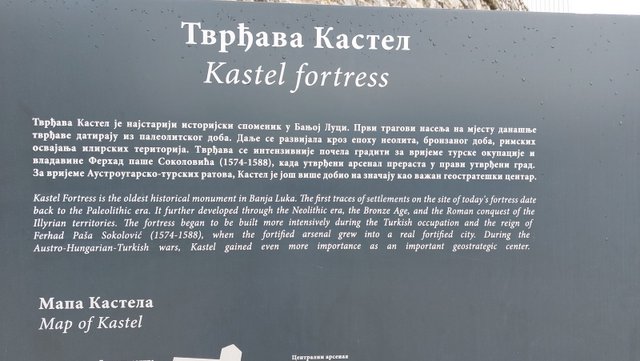 Тврђава Кастел
Kastel fortress
Тврђава Кастел је најстарији историјски споменик у Бањој Луци. Први трагови насеља на мјесту данашње
тврђаве датирају из палеолитског доба. Даље се развијала кроз епоху неолита, бронзаног доба, римских
освајања илирских територија. Тврђава се интензивније почела градити за вријеме турске окупације и
владавине Ферхад паше Соколовића (1574-1588), када утврђени арсенал прераста у прави утврђени град.
За вријеме Аустроугарско-турских ратова, Кастел је још више добио на значају као важан геостратешки центар.
Kastel Fortress is the oldest historical monument in Banja Luka. The first traces of settlements on the site of today's fortress date
back to the Paleolithic era. It further developed through the Neolithic era, the Bronze Age, and the Roman conquest of the
Illyrian territories. The fortress began to be built more intensively during the Turkish occupation and the reign of
Ferhad Paša Sokolović (1574-1588), when the fortified arsenal grew into a real fortified city. During the
Austro-Hungarian-Turkish wars, Kastel gained even more importance as an important geostrategic center.
Мапа Кастела
Map of Kastel
Централни арсенал